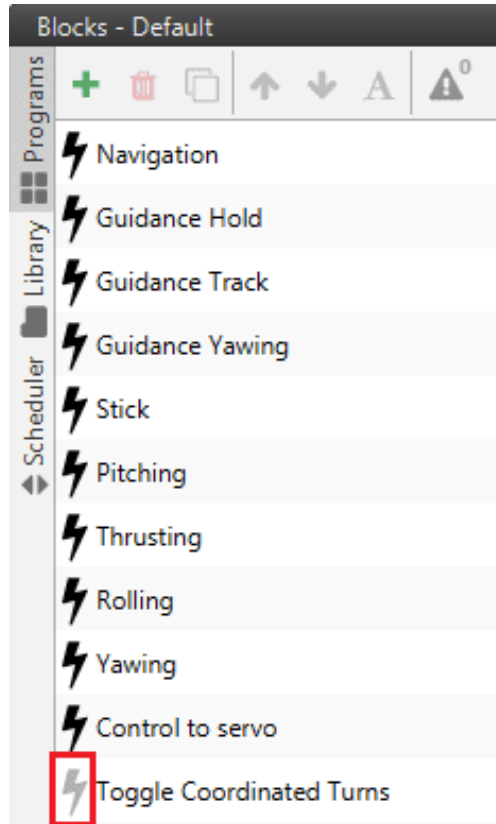 Blocks - Default
A
0
Programs
Library
Scheduler
Navigation
Guidance Hold
Guidance Track
Guidance Yawing
Stick
Pitching
Thrusting
Rolling
Yawing
Control to servo
Toggle Coordinated Turns